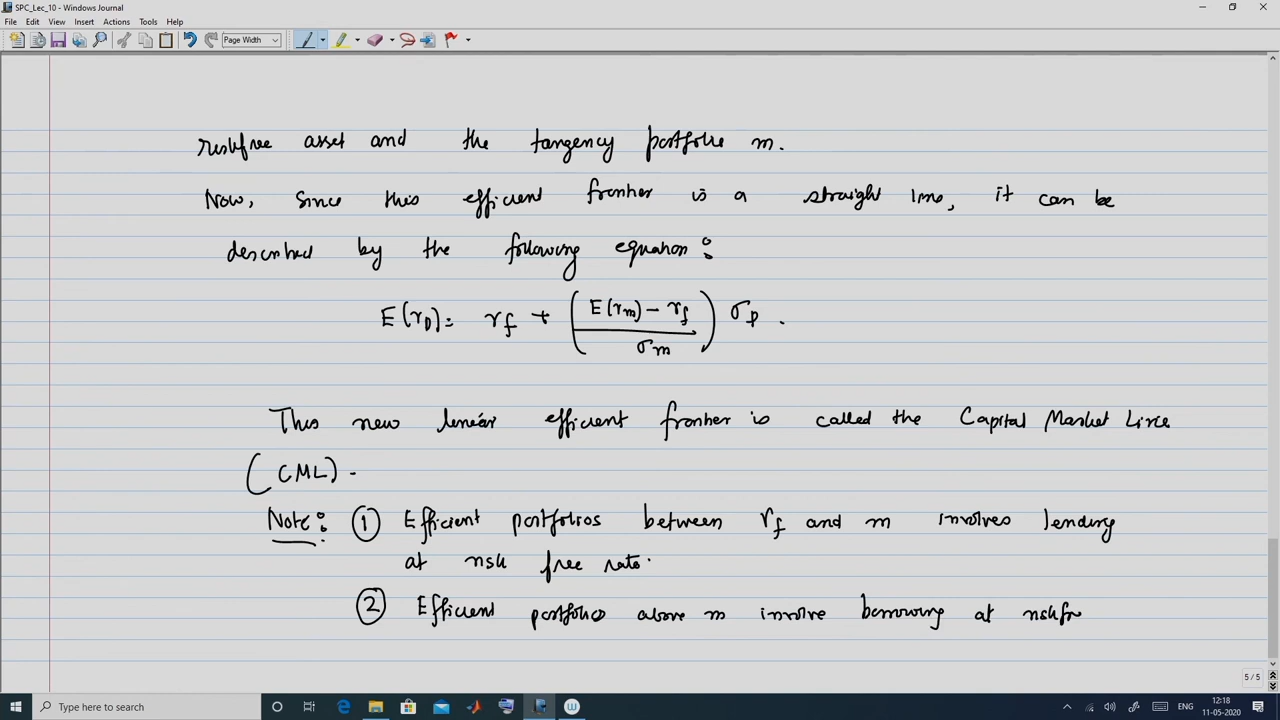 SPC_Lec_10 - Windows Journal
File Edit View Insert Actions Tools Help
Page Width
riskfree asset and the tangency portfolio m.
Now, since this efficient frontier is a straight line, it can be
described by the following equation:
E(rp) = rf + (E(rm) - rf / σm) σp.
This new linear efficient frontier is called the Capital Market Line
(CML).
Note: ① Efficient portfolios between rf and m involves lending
at risk free rate.
② Efficient portfolios above m involve borrowing at riskfr
5 / 5
Type here to search
ENG
12:18
11-05-2020